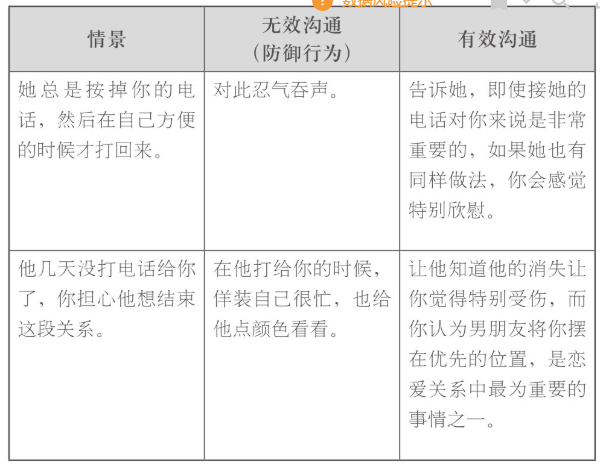 数据风险提示
情景
无效沟通
（防御行为）
有效沟通
她总是按掉你的电
话，然后在自己方便
的时候才打回来。
对此忍气吞声。
告诉她，即使接她的
电话对你来说是非常
重要的，如果她也有
同样做法，你会感觉
特别欣慰。
他几天没打电话给你
了，你担心他想结束
这段关系。
在他打给你的时候，
佯装自己很忙，也给
他点颜色看看。
让他知道他的消失让
你觉得特别受伤，而
你认为男朋友将你摆
在优先的位置，是恋
爱关系中最为重要的
事情之一。